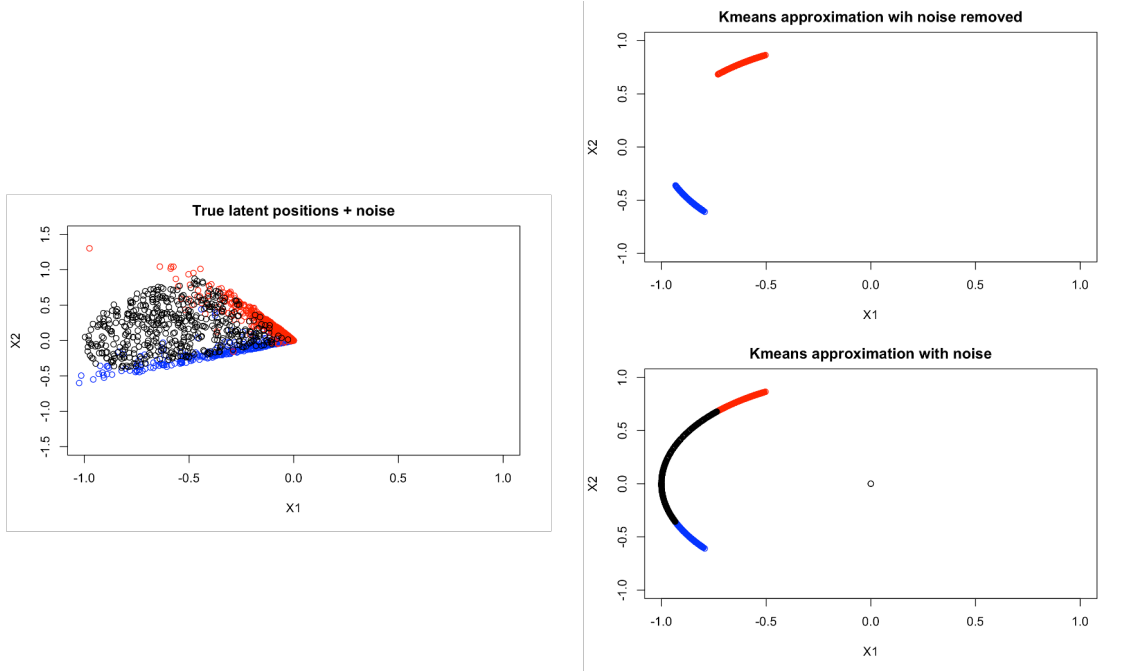 True latent positions + noise
1.5
1.0
0.5
0.0
-0.5
-1.0
-1.5
X2
-1.0 -0.5 0.0 0.5 1.0
X1
Kmeans approximation wih noise removed
1.0
0.5
0.0
-0.5
-1.0
X2
-1.0 -0.5 0.0 0.5 1.0
X1
Kmeans approximation with noise
1.0
0.5
0.0
-0.5
-1.0
X2
-1.0 -0.5 0.0 0.5 1.0
X1